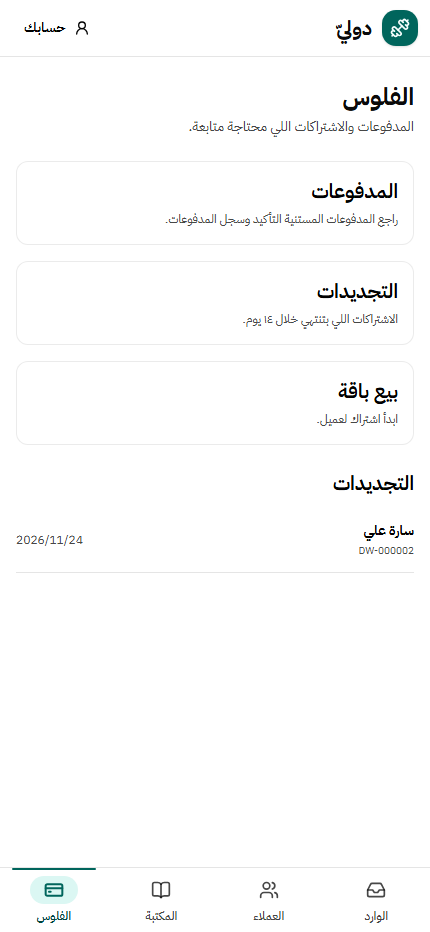 دوليّ
حسابك
الفلوس
المدفوعات والاشتراكات اللي محتاجة متابعة.
المدفوعات
راجع المدفوعات المستنية التأكيد وسجل المدفوعات.
التجديدات
الاشتراكات اللي بتنتهي خلال ١٤ يوم.
بيع باقة
ابدأ اشتراك لعميل.
التجديدات
سارة علي
2026/11/24
DW-000002
الوارد
العملاء
المكتبة
الفلوس